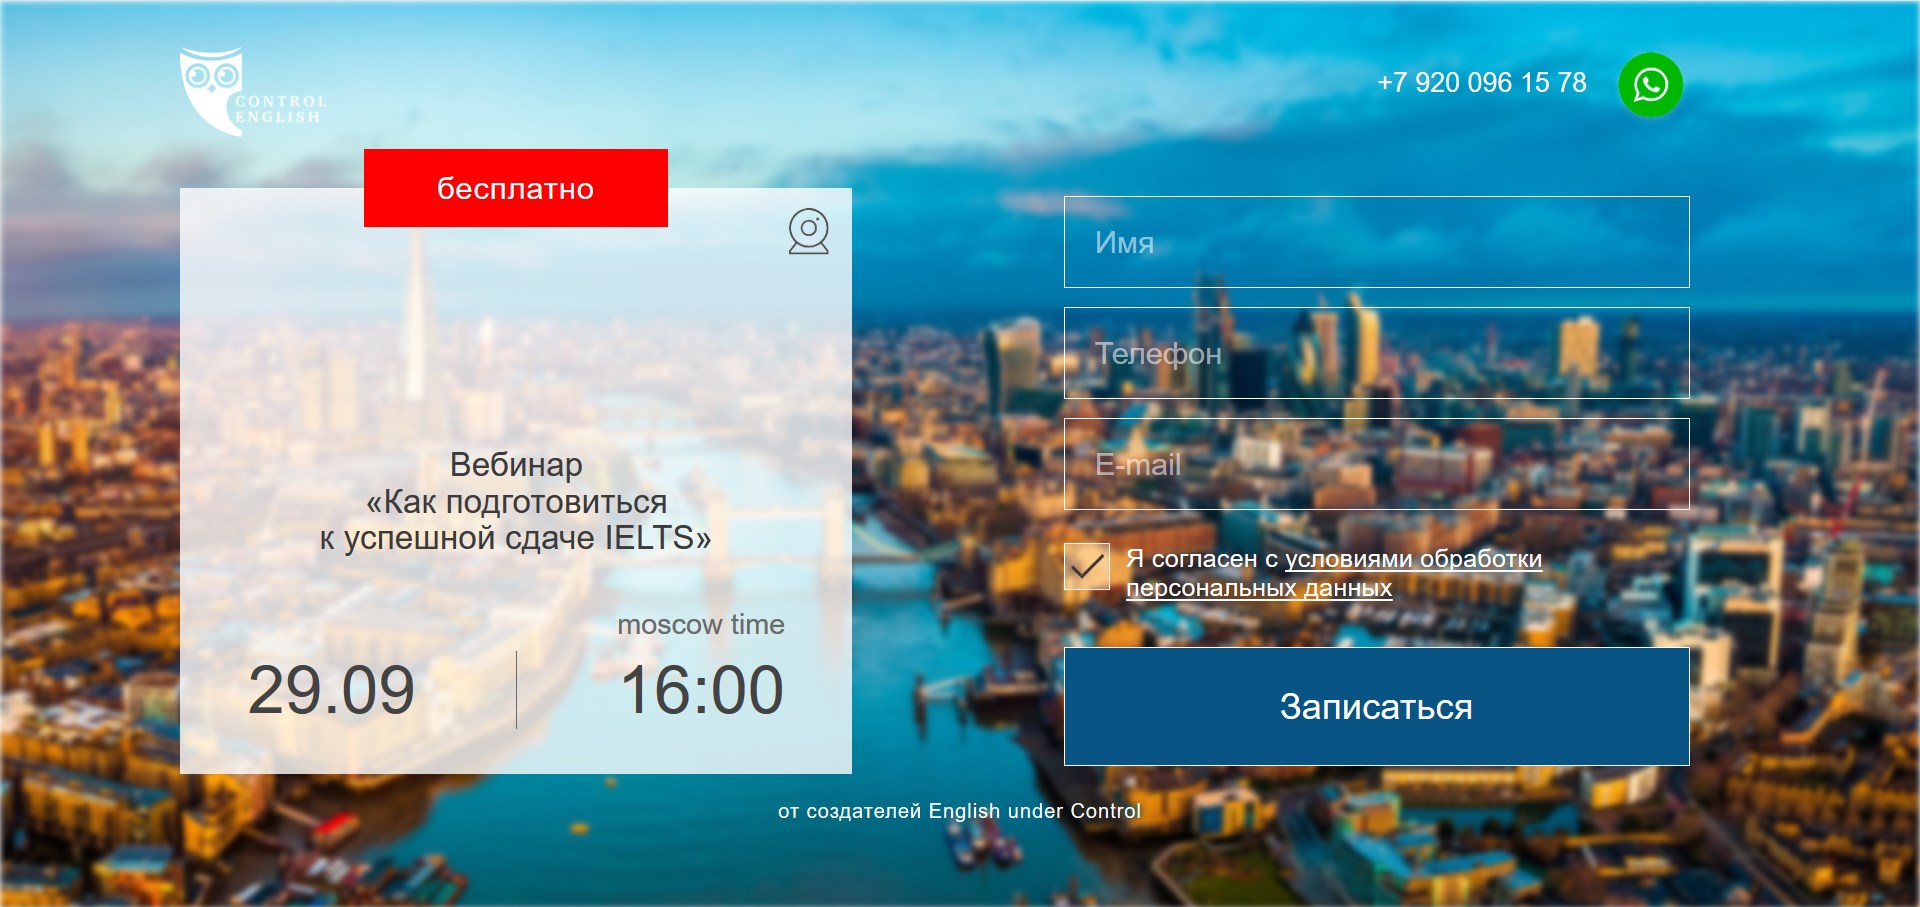 CONTROL
ENGLISH
+7 920 096 15 78
бесплатно
Вебинар
«Как подготовиться
к успешной сдаче IELTS»
moscow time
29.09
16:00
Имя
Телефон
E-mail
Я согласен с условиями обработки
персональных данных
Записаться
от создателей English under Control